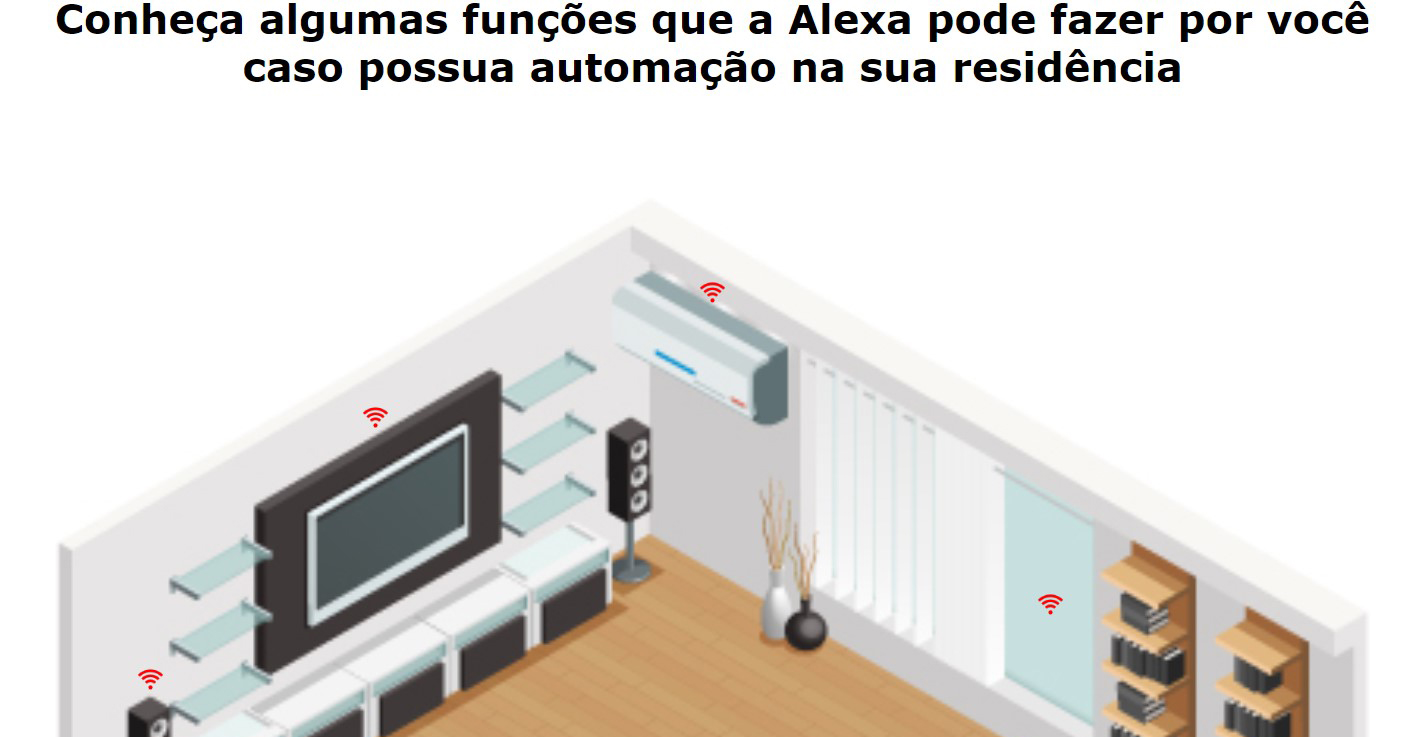 Conheça algumas funções que a Alexa pode fazer por você
caso possua automação na sua residência